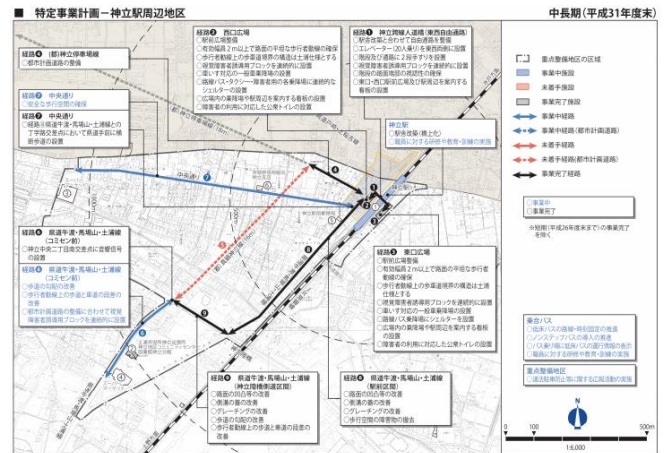 ■ 特定事業計画－神立駅周辺地区
中長期（平成31年度末）
経路❹ (都)神立停車場線
○都市計画道路の整備
経路⑦ 中央通り
○安全な歩行空間の確保
経路❼ 中央通り
○経路⑥県道牛渡・馬場山・土浦線との
丁字路交差点において県道手前に横
断歩道の設置
経路❷ 西口広場
○駅前広場整備
○有効幅員2m以上で路面の平坦な歩行者動線の確保
○歩行者動線上の歩車道境界の構造は土浦仕様とする
○視覚障害者誘導用ブロックを連続的に設置
○車いす対応の一般車乗降場の設置
○路線バス・タクシー・障害者用の各乗降場に連続的な
シェルターの設置
○広場内の乗降場や駅周辺を案内する看板の設置
○障害者の利用に対応した公衆トイレの設置
経路❶ 神立跨線人道橋（東西自由通路）
○駅舎改築と合わせて自由通路を整備
○エレベーター（20人乗り）を東西両側に設置
○階段及び通路に2段手すりを設置
○視覚障害者誘導用ブロックを連続的に設置
○階段の路面端部の視認性の確保
○東口・西口駅前広場及び駅周辺を案内する
看板の設置
神立駅
○駅舎改築（橋上化）
○職員に対する研修や教育・訓練の実施
重点整備地区の区域
事業中施設
未着手施設
事業完了施設
事業中経路
事業中経路（都市計画道路）
未着手経路
未着手経路（都市計画道路）
事業完了経路
○事業中
○事業完了
※短期（平成26年度末まで）の事業完了
を除く
中央通り
神立駅
経路❻ 県道牛渡・馬場山・土浦線
（コミセン前）
○神立中央二丁目南交差点に音響信号
の設置
経路⑥ 県道牛渡・馬場山・土浦線
（コミセン前）
○歩道の勾配の改善
○歩行者動線上の歩道と車道の段差の
改善
○都市計画道路の整備に合わせて視覚
障害者誘導用ブロックを連続的に設置
経路❸ 東口広場
○駅前広場整備
○有効幅員2m以上で路面の平坦な歩行者
動線の確保
○歩行者動線上の歩車道境界の構造は土浦
仕様とする
○視覚障害者誘導用ブロックを連続的に設置
○車いす対応の一般車乗降場の設置
○路線バス乗降場にシェルターを設置
○広場内の乗降場や駅周辺を案内する看板
の設置
○障害者の利用に対応した公衆トイレの設置
経路❾ 県道牛渡・馬場山・土浦線
（神立陸橋側道区間）
○路面の凹凸等の改善
○側溝の蓋の改善
○グレーチングの改善
○歩道の勾配の改善
○歩行者動線上の歩道と車道の段差の
改善
経路❽ 県道牛渡・馬場山・土浦線
（駅前区間）
○路面の凹凸等の改善
○側溝の蓋の改善
○グレーチングの改善
○歩行空間の障害物の撤去
乗合バス
○低床バスの路線・時刻固定の推進
○ノンステップバスの導入の推進
○バス乗り場に低床バスの運行情報の表示
○職員に対する研修や教育・訓練の実施
重点整備地区
○違法駐車防止等に関する広報活動の実施
N
0 100 500m
1:6,000